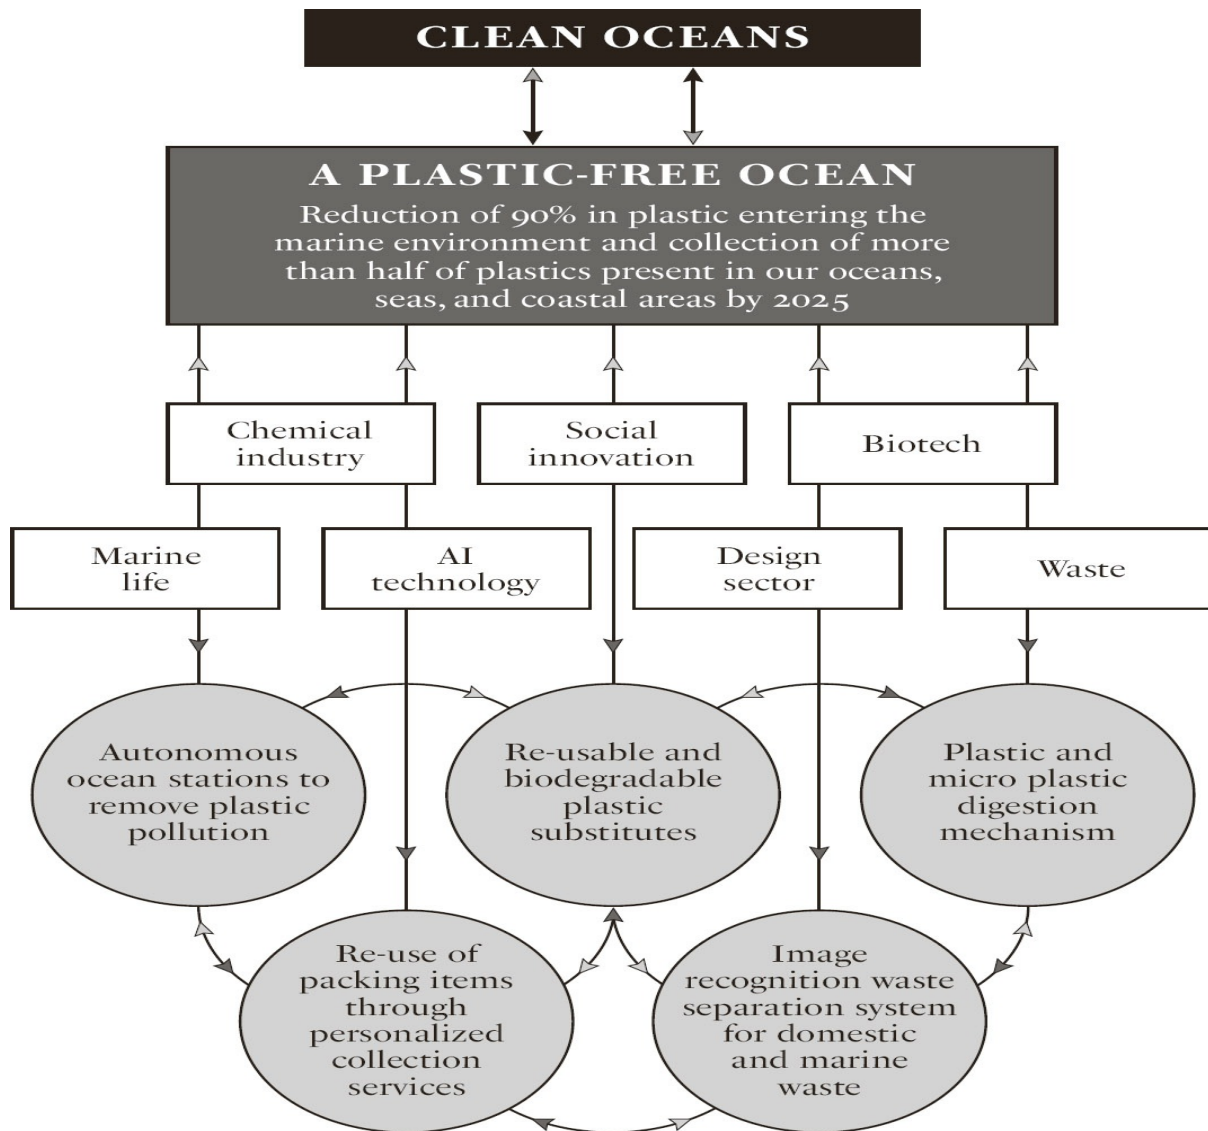 CLEAN OCEANS
A PLASTIC-FREE OCEAN
Reduction of 90% in plastic entering the
marine environment and collection of more
than half of plastics present in our oceans,
seas, and coastal areas by 2025
Chemical
industry
Social
innovation
Biotech
Marine
life
AI
technology
Design
sector
Waste
Autonomous
ocean stations to
remove plastic
pollution
Re-usable and
biodegradable
plastic
substitutes
Plastic and
micro plastic
digestion
mechanism
Re-use of
packing items
through
personalized
collection
services
Image
recognition waste
separation system
for domestic
and marine
waste